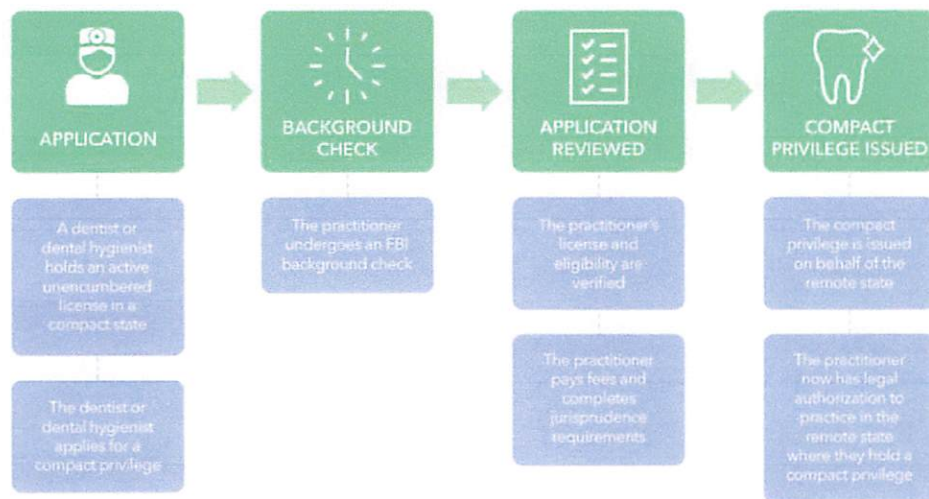 APPLICATION
A dentist or
dental hygienist
holds an active
unencumbered
license in a
compact state
The dentist or
dental hygienist
applies for a
compact privilege
BACKGROUND
CHECK
The practitioner
undergoes an FBI
background check
APPLICATION
REVIEWED
The practitioner's
license and
eligibility are
verified
The practitioner
pays fees and
completes
jurisprudence
requirements
COMPACT
PRIVILEGE ISSUED
The compact
privilege is issued
on behalf of the
remote state
The practitioner
now has legal
authorization to
practice in the
remote state
where they hold a
compact privilege